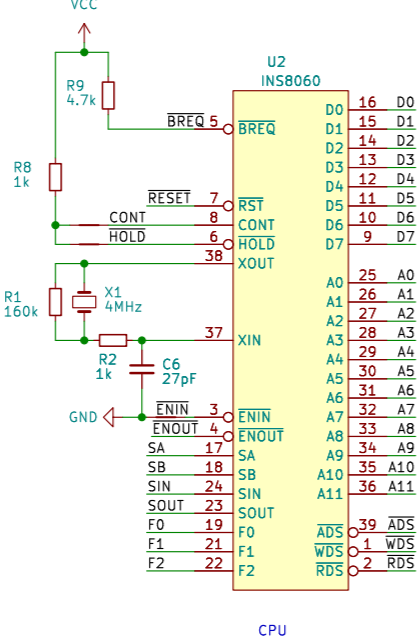 VCC
U2
INS8060
R9
4.7k
BREQ 5 BREQ
R8
1k
RESET 7 RST
CONT 8 CONT
HOLD 6 HOLD
38 XOUT
R1
160k
X1
4MHz
37 XIN
R2
1k
C6
27pF
GND
ENIN 3 ENIN
ENOUT 4 ENOUT
SA 17 SA
SB 18 SB
SIN 24 SIN
SOUT 23 SOUT
F0 19 F0
F1 21 F1
F2 22 F2
D0 16 D0
D1 15 D1
D2 14 D2
D3 13 D3
D4 12 D4
D5 11 D5
D6 10 D6
D7 9 D7
A0 25 A0
A1 26 A1
A2 27 A2
A3 28 A3
A4 29 A4
A5 30 A5
A6 31 A6
A7 32 A7
A8 33 A8
A9 34 A9
A10 35 A10
A11 36 A11
ADS 39 ADS
WDS 1 WDS
RDS 2 RDS
CPU